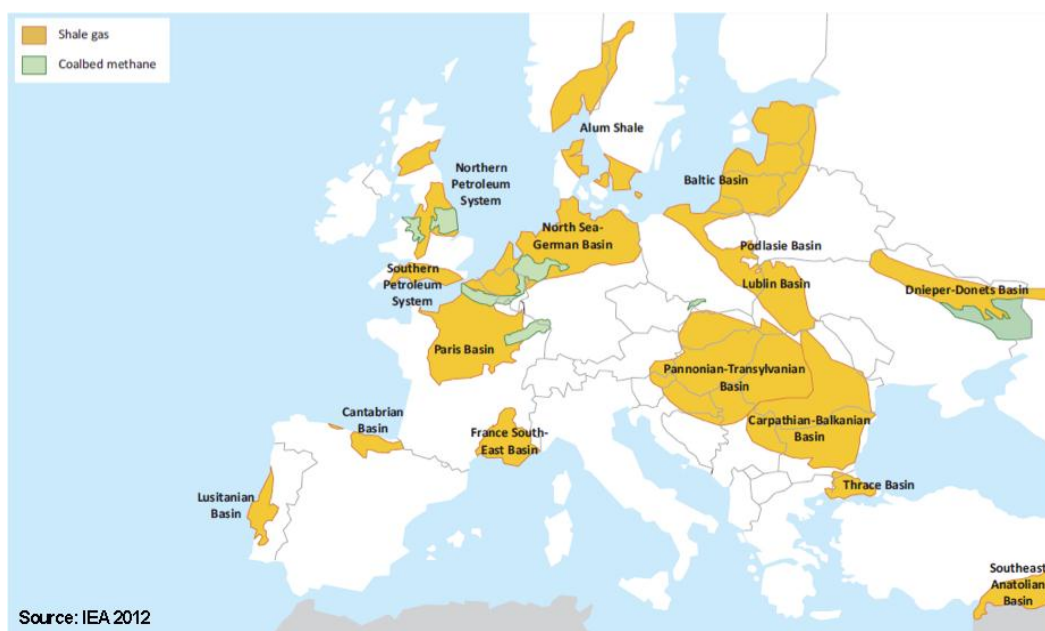 Shale gas
Coalbed methane
Alum Shale
Northern
Petroleum
System
Baltic Basin
North Sea-
German Basin
Podlasie Basin
Southern
Petroleum
System
Lublin Basin
Dnieper-Donets Basin
Paris Basin
Pannonian-Transylvanian
Basin
Cantabrian
Basin
France South-
East Basin
Carpathian-Balkanian
Basin
Lusitanian
Basin
Thrace Basin
Southeast
Anatolian
Basin
Source: IEA 2012